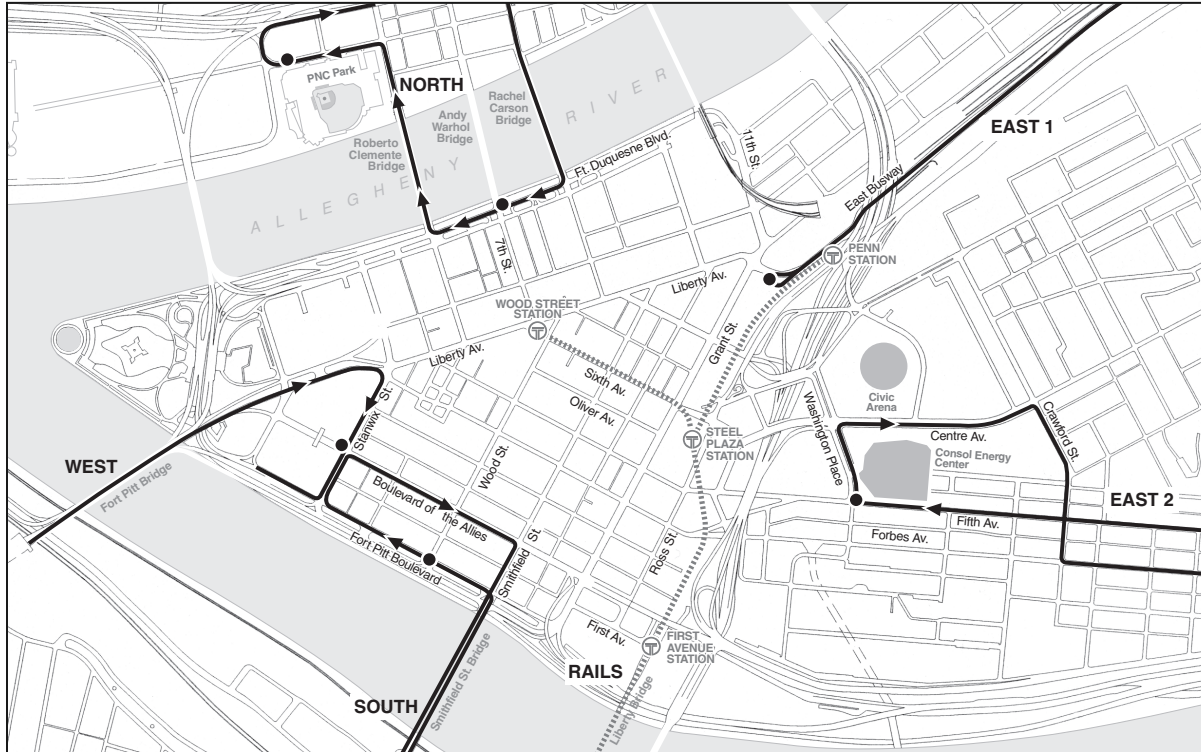 PNC Park
NORTH
Roberto
Clemente
Bridge
Andy
Warhol
Bridge
Rachel
Carson
Bridge
ALLEGHENY
RIVER
11th St.
EAST 1
Ft. Duquesne Blvd.
East Busway
7th St.
PENN
STATION
Liberty Av.
WOOD STREET
STATION
Liberty Av.
Grant St.
Sixth Av.
Oliver Av.
Civic
Arena
Washington Place
Crawford St.
Stanwix St.
STEEL
PLAZA
STATION
Centre Av.
Consol Energy
Center
WEST
Fort Pitt Bridge
Wood St.
Boulevard of the Allies
EAST 2
Fifth Av.
Forbes Av.
Fort Pitt Boulevard
Smithfield St.
Ross St.
First Av.
FIRST
AVENUE
STATION
RAILS
SOUTH
Smithfield St. Bridge
Liberty Bridge